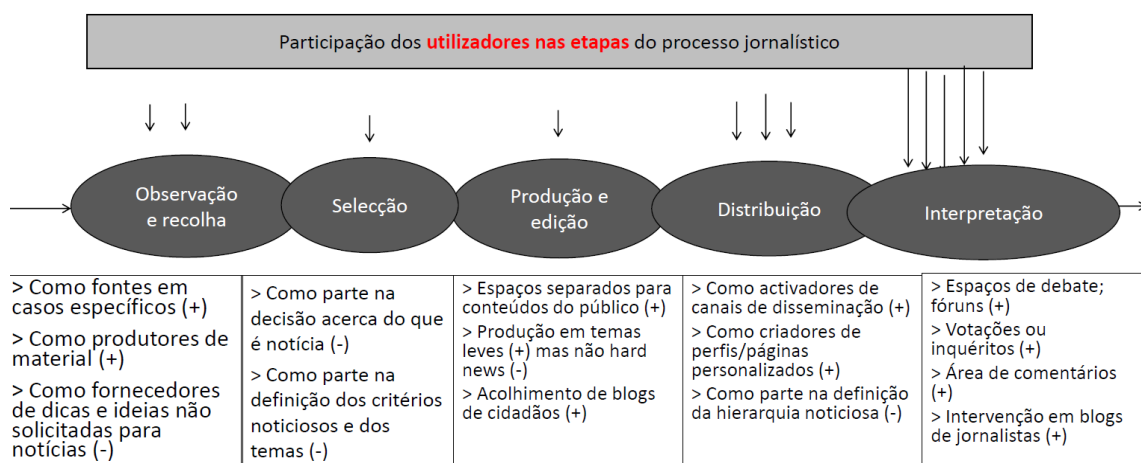 Participação dos utilizadores nas etapas do processo jornalístico
Observação
e recolha
Selecção
Produção e
edição
Distribuição
Interpretação
> Como fontes em
casos específicos (+)
> Como produtores de
material (+)
> Como fornecedores
de dicas e ideias não
solicitadas para
notícias (-)
> Como parte na
decisão acerca do que
é notícia (-)
> Como parte na
definição dos critérios
noticiosos e dos
temas (-)
> Espaços separados para
conteúdos do público (+)
> Produção em temas
leves (+) mas não hard
news (-)
> Acolhimento de blogs
de cidadãos (+)
> Como activadores de
canais de disseminação (+)
> Como criadores de
perfis/páginas
personalizados (+)
> Como parte na definição
da hierarquia noticiosa (-)
> Espaços de debate;
fóruns (+)
> Votações ou
inquéritos (+)
> Área de comentários
(+)
> Intervenção em blogs
de jornalistas (+)